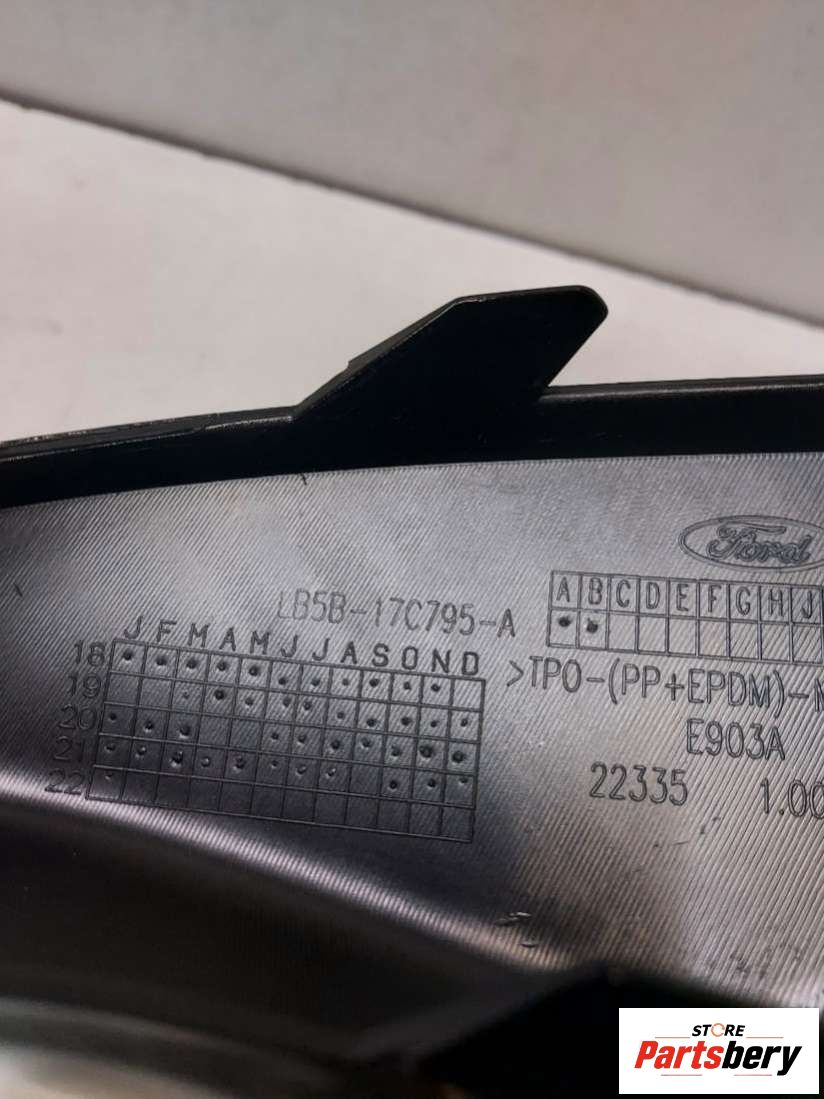 Ford
LB5B-17C795-A
A B C D E F G H J
J F M A M J J A S O N D
18
19
20
21
22
>TPO-(PP+EPDM)-
E903A
22335 1.00
STORE
Partsbery